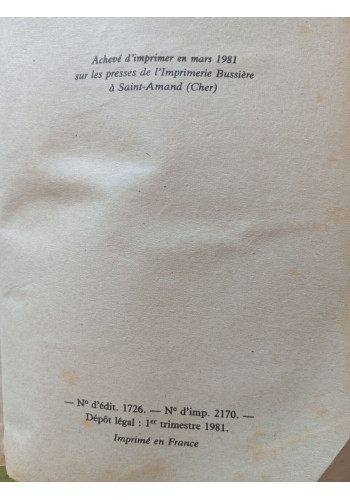 Achevé d'imprimer en mars 1981
sur les presses de l'Imprimerie Bussière
à Saint-Amand (Cher)
— Nº d'édit. 1726. — Nº d'imp. 2170. —
Dépôt légal : 1er trimestre 1981.
Imprimé en France